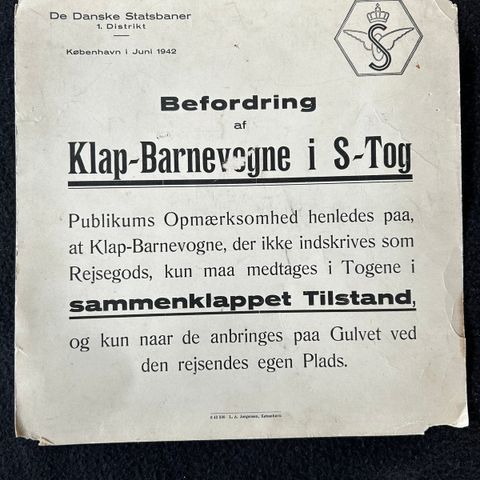 De Danske Statsbaner
1. Distrikt
København i Juni 1942
S
Befordring
af
Klap-Barnevogne i S-Tog
Publikums Opmærksomhed henledes paa,
at Klap-Barnevogne, der ikke indskrives som
Rejsegods, kun maa medtages i Togene i
sammenklappet Tilstand,
og kun naar de anbringes paa Gulvet ved
den rejsendes egen Plads.
L. A. Jørgensen, København